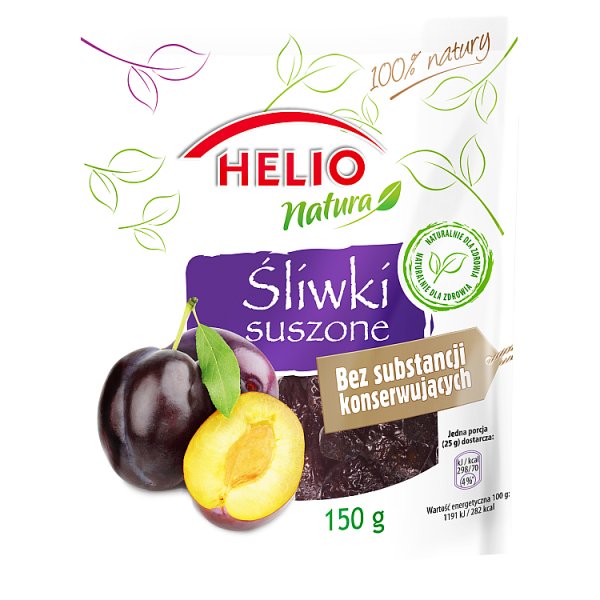 100% natury
HELIO
Natura
NATURALNIE DLA ZDROWIA
NATURALNIE DLA ZDROWIA
Śliwki
suszone
Bez substancji
konserwujących
Jedna porcja
(25 g) dostarcza:
kJ / kcal
298/70
(4%*)
Wartość energetyczna 100 g:
1191 kJ / 282 kcal
150 g